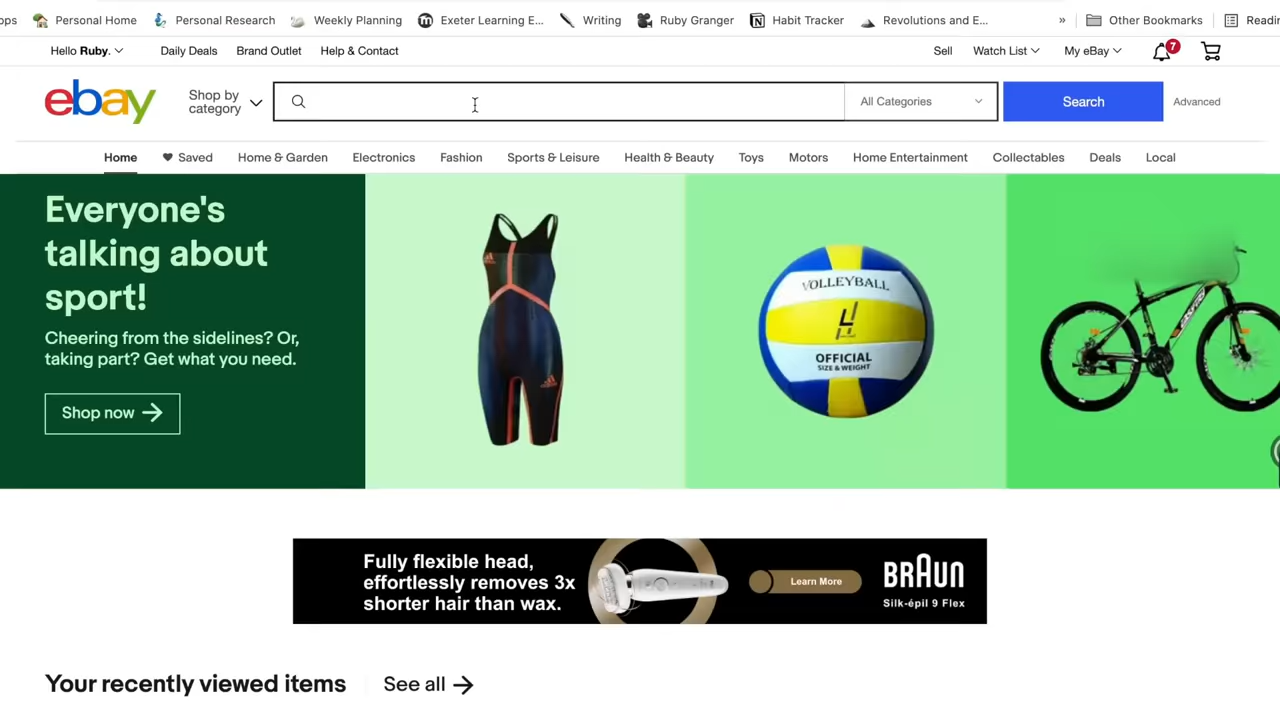 ops Personal Home Personal Research Weekly Planning Exeter Learning E... Writing Ruby Granger Habit Tracker Revolutions and E... » Other Bookmarks Readin
Hello Ruby. Daily Deals Brand Outlet Help & Contact Sell Watch List My eBay 7
ebay Shop by category All Categories Search Advanced
Home Saved Home & Garden Electronics Fashion Sports & Leisure Health & Beauty Toys Motors Home Entertainment Collectables Deals Local
Everyone's
talking about
sport!
Cheering from the sidelines? Or,
taking part? Get what you need.
Shop now
adidas
VOLLEYBALL
OFFICIAL
SIZE & WEIGHT
Fully flexible head,
effortlessly removes 3x
shorter hair than wax.
Learn More
BRAUN
Silk-épil 9 Flex
Your recently viewed items See all